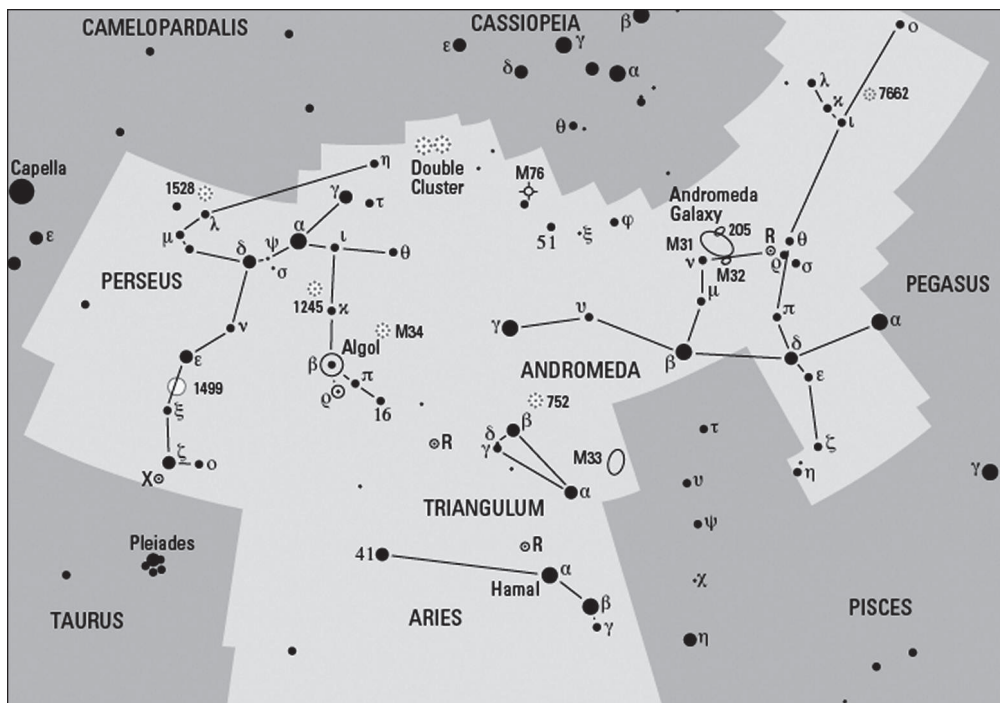 CAMELOPARDALIS
CASSIOPEIA
β
ο
ε
γ
δ
α
λ
κ
7662
ι
θ
Capella
η
Double
Cluster
M76
1528
γ
τ
λ
Andromeda
Galaxy
ε
μ
α
ι
θ
51
ξ
φ
205
M31
R
θ
δ
ψ
σ
ν
M32
ϱ
σ
PERSEUS
1245
κ
μ
PEGASUS
M34
γ
υ
π
α
ν
β
Algol
β
δ
ε
π
ANDROMEDA
ε
1499
ϱ
16
752
ξ
β
τ
R
δ
γ
M33
ζ
ζ
ο
η
γ
X
υ
α
TRIANGULUM
ψ
Pleiades
41
R
α
Hamal
χ
β
TAURUS
ARIES
γ
PISCES
η